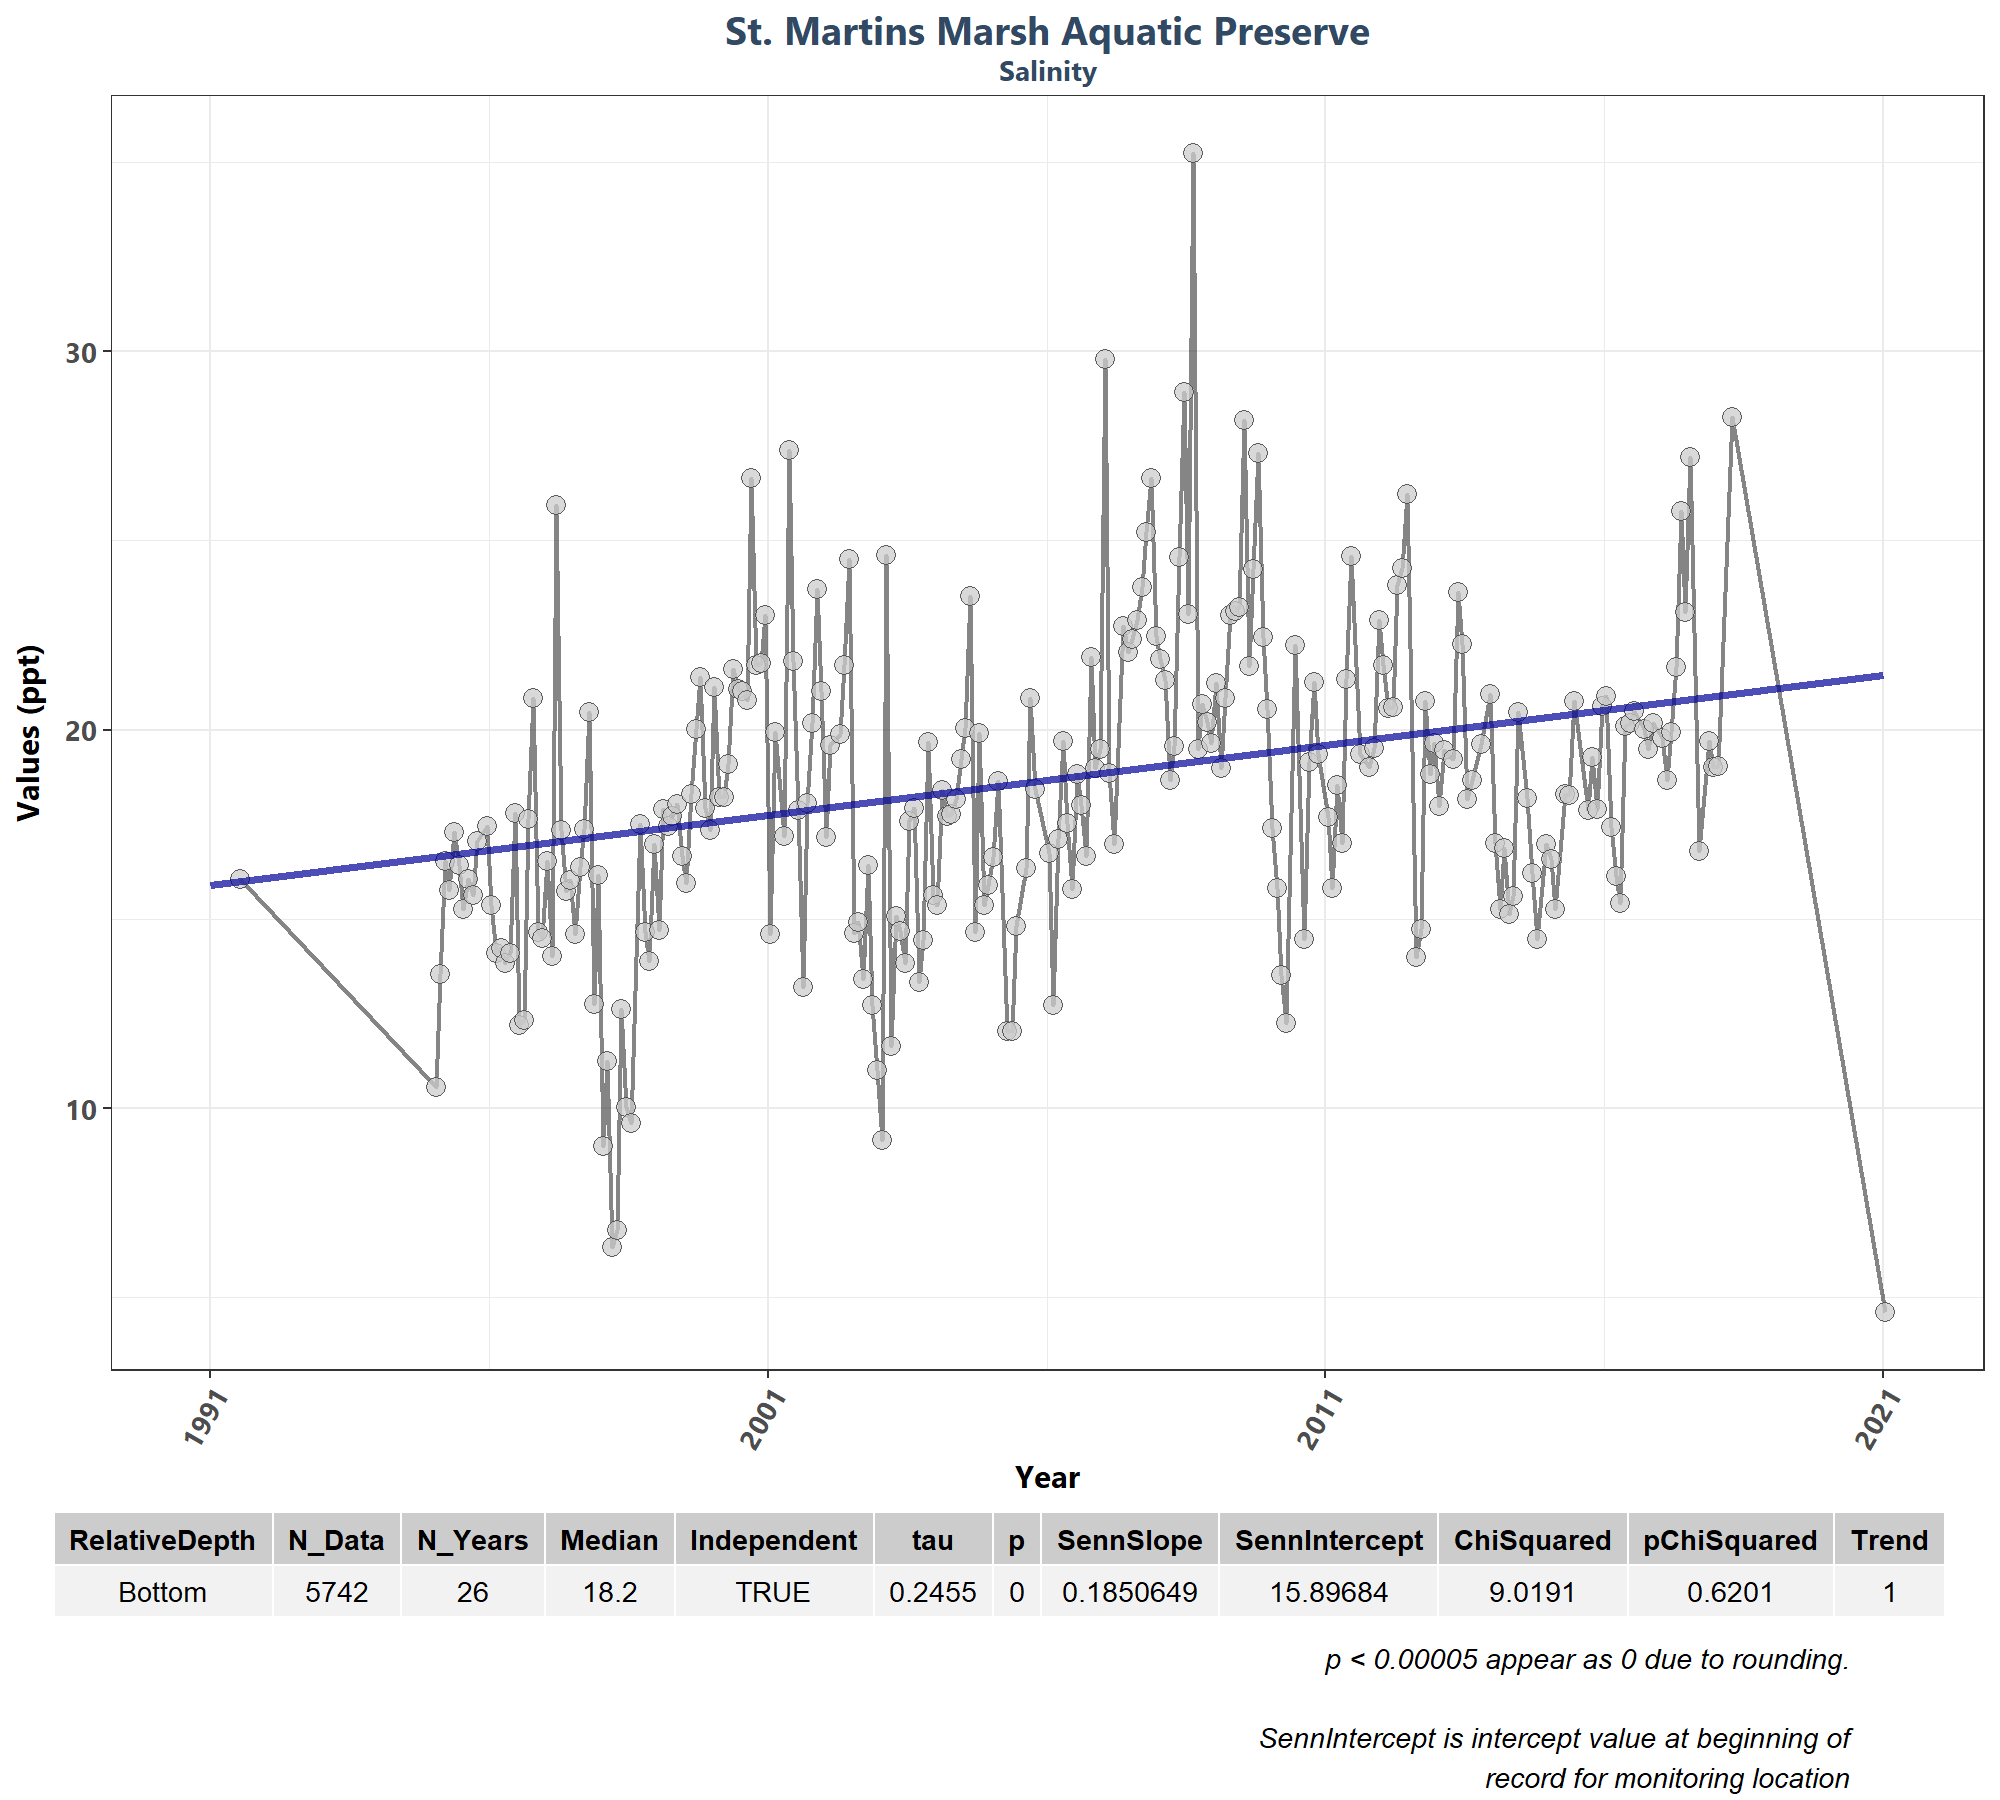 St. Martins Marsh Aquatic Preserve
Salinity
Values (ppt)
30
20
10
1991 2001 2011 2021
Year
RelativeDepth N_Data N_Years Median Independent tau p SennSlope SennIntercept ChiSquared pChiSquared Trend
Bottom 5742 26 18.2 TRUE 0.2455 0 0.1850649 15.89684 9.0191 0.6201 1
p < 0.00005 appear as 0 due to rounding.
SennIntercept is intercept value at beginning of
record for monitoring location